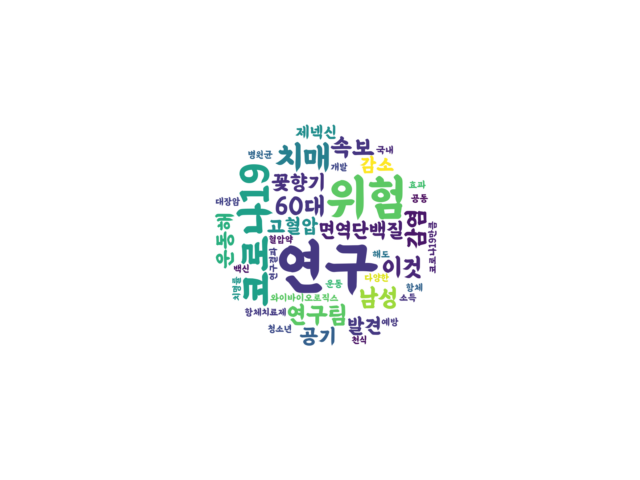 제넥신
병원균
치매
속보
국내
개발
감소
꽃향기
위험
효과
대장암
코로나19
60대
공동
운동해
고혈압
면역단백질
감염
코로나19만큼
혈압약
연구
해도
이것
백신
연구결과
치명률
운동
다양한
항체
와이바이오로직스
남성
소득
항체치료제
연구팀
발견
예방
청소년
공기
천식